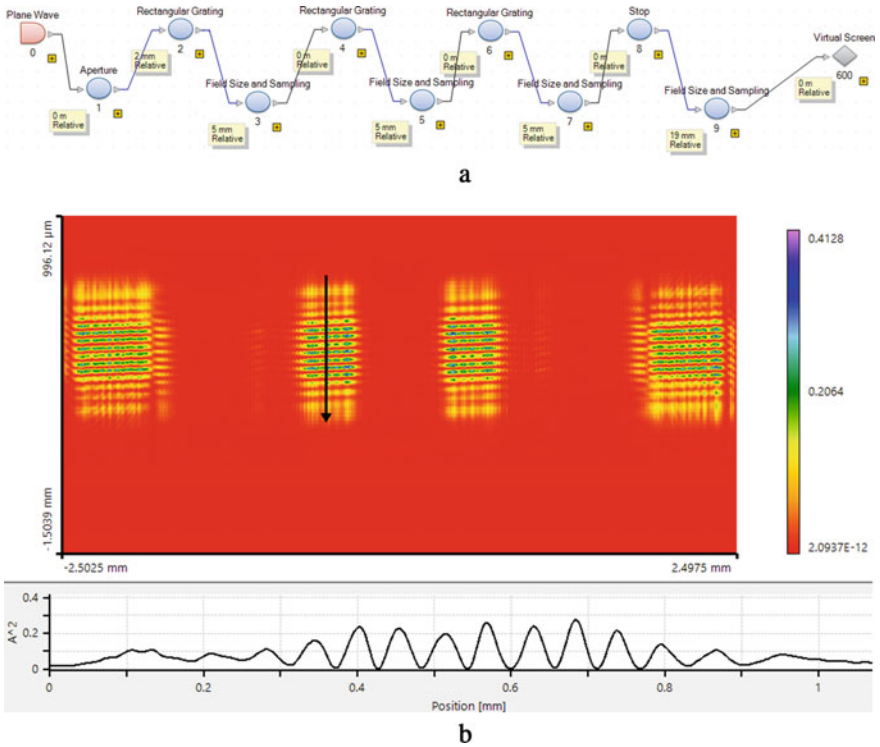 Plane Wave
0
0 m
Relative
Aperture
1
2 mm
Relative
Rectangular Grating
2
5 mm
Relative
Field Size and Sampling
3
0 m
Relative
Rectangular Grating
4
5 mm
Relative
Field Size and Sampling
5
0 m
Relative
Rectangular Grating
6
5 mm
Relative
Field Size and Sampling
7
0 m
Relative
Stop
8
19 mm
Relative
Field Size and Sampling
9
0 m
Relative
Virtual Screen
600
a
996.12 µm
-1.5039 mm
-2.5025 mm
2.4975 mm
0.4128
0.2064
2.0937E-12
A^2
0.4
0.2
0
0
0.2
0.4
0.6
0.8
1
Position [mm]
b